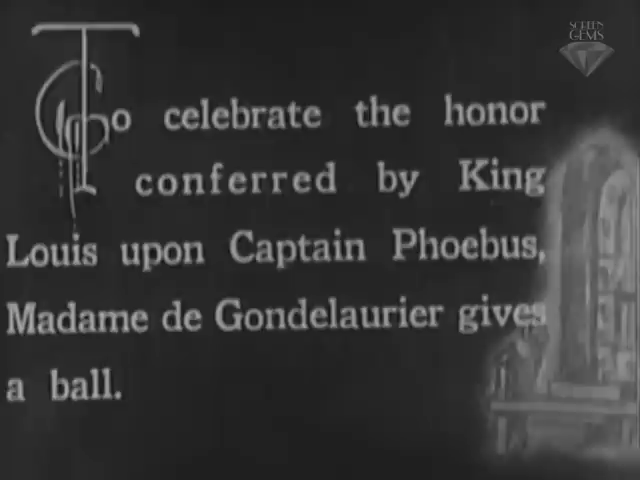 SCREEN
GEMS
To celebrate the honor
conferred by King
Louis upon Captain Phoebus,
Madame de Gondelaurier gives
a ball.